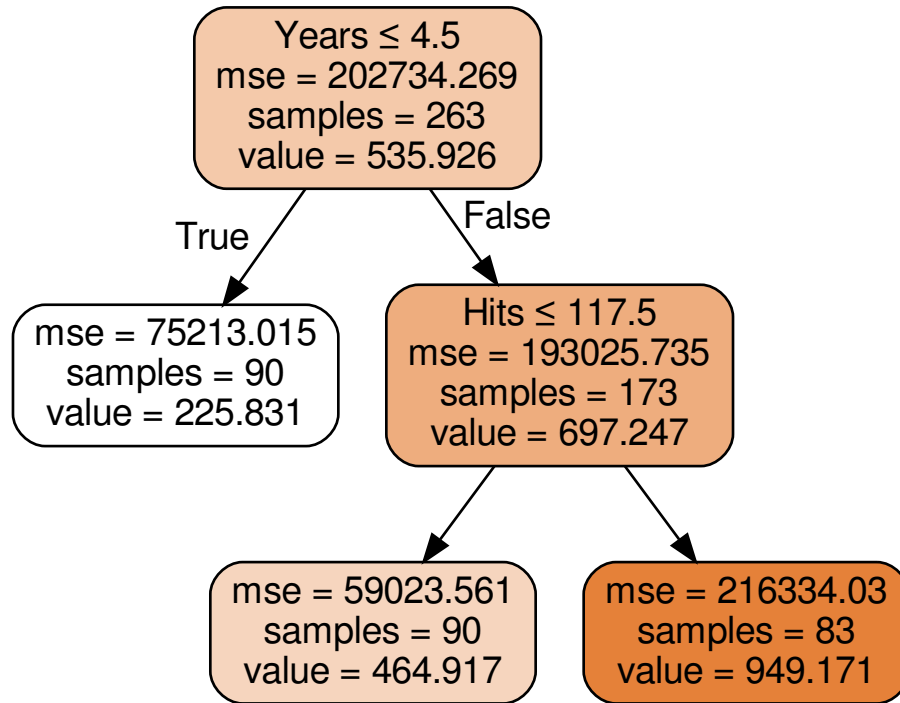 Years ≤ 4.5
mse = 202734.269
samples = 263
value = 535.926
True
False
mse = 75213.015
samples = 90
value = 225.831
Hits ≤ 117.5
mse = 193025.735
samples = 173
value = 697.247
mse = 59023.561
samples = 90
value = 464.917
mse = 216334.03
samples = 83
value = 949.171